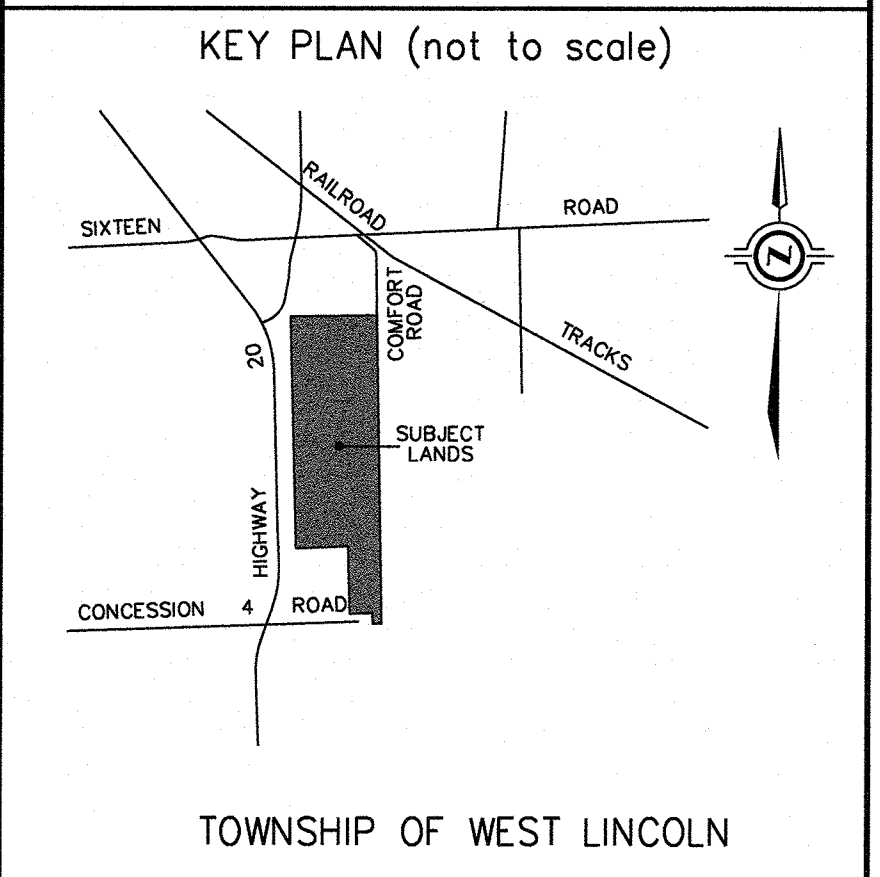 KEY PLAN (not to scale)
RAILROAD
SIXTEEN
ROAD
N
COMFORT
ROAD
20
TRACKS
SUBJECT
LANDS
HIGHWAY
CONCESSION 4 ROAD
TOWNSHIP OF WEST LINCOLN